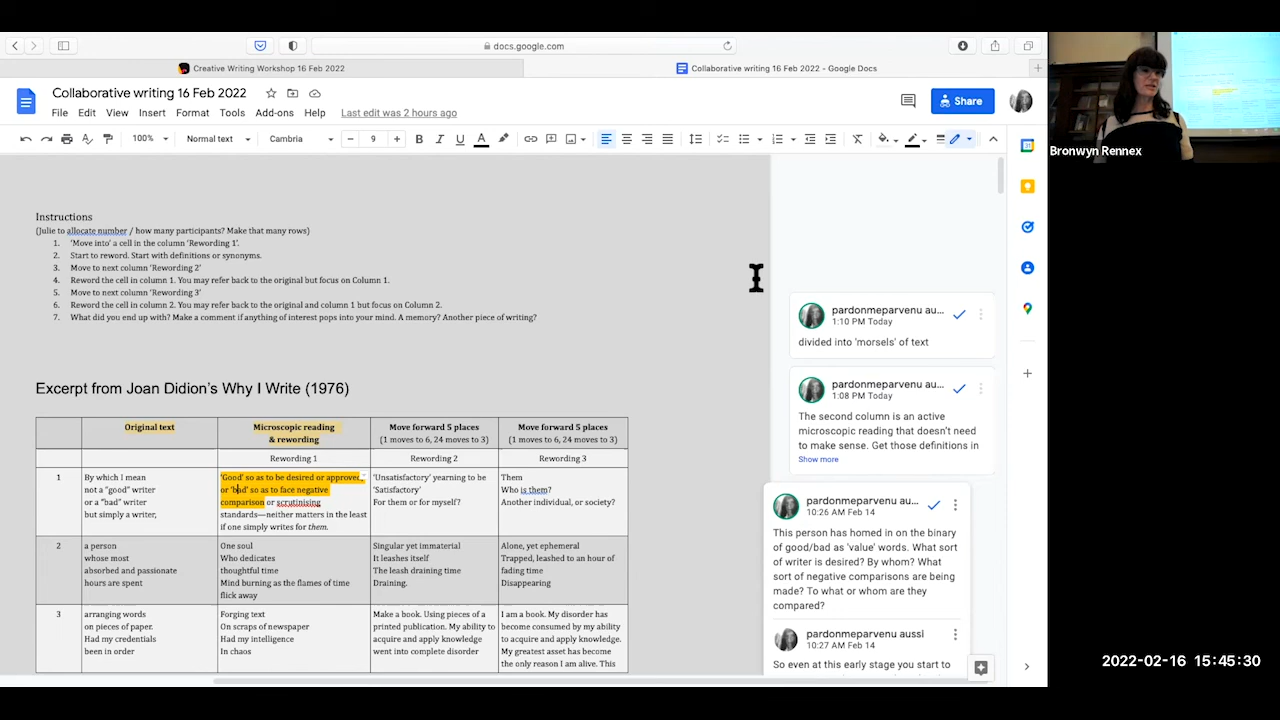 docs.google.com
Creative Writing Workshop 16 Feb 2022
Collaborative writing 16 Feb 2022 - Google Docs
Collaborative writing 16 Feb 2022
File Edit View Insert Format Tools Add-ons Help Last edit was 2 hours ago
Share
100% Normal text Cambria 9
Bronwyn Rennex
Instructions
(Julie to allocate number / how many participants? Make that many rows)
1. 'Move into' a cell in the column 'Rewording 1'.
2. Start to reword. Start with definitions or synonyms.
3. Move to next column 'Rewording 2'
4. Reword the cell in column 1. You may refer back to the original but focus on Column 1.
5. Move to next column 'Rewording 3'
6. Reword the cell in column 2. You may refer back to the original and column 1 but focus on Column 2.
7. What did you end up with? Make a comment if anything of interest pops into your mind. A memory? Another piece of writing?
Excerpt from Joan Didion's Why I Write (1976)
Original text
Microscopic reading
& rewording
Move forward 5 places
(1 moves to 6, 24 moves to 3)
Move forward 5 places
(1 moves to 6, 24 moves to 3)
Rewording 1 Rewording 2 Rewording 3
1
By which I mean
not a "good" writer
or a "bad" writer
but simply a writer,
'Good' so as to be desired or approved,
or 'bad' so as to face negative
comparison or scrutinising
standards—neither matters in the least
if one simply writes for them.
'Unsatisfactory' yearning to be
'Satisfactory'
For them or for myself?
Them
Who is them?
Another individual, or society?
2
a person
whose most
absorbed and passionate
hours are spent
One soul
Who dedicates
thoughtful time
Mind burning as the flames of time
flick away
Singular yet immaterial
It leashes itself
The leash draining time
Draining.
Alone, yet ephemeral
Trapped, leashed to an hour of
fading time
Disappearing
3
arranging words
on pieces of paper.
Had my credentials
been in order
Forging text
On scraps of newspaper
Had my intelligence
In chaos
Make a book. Using pieces of a
printed publication. My ability to
acquire and apply knowledge
went into complete disorder
I am a book. My disorder has
become consumed by my ability
to acquire and apply knowledge.
My greatest asset has become
the only reason I am alive. This
pardonmeparvenu au...
1:10 PM Today
divided into 'morsels' of text
pardonmeparvenu au...
1:08 PM Today
The second column is an active
microscopic reading that doesn't need
to make sense. Get those definitions in
Show more
pardonmeparvenu au...
10:26 AM Feb 14
This person has homed in on the binary
of good/bad as 'value' words. What sort
of writer is desired? By whom? What
sort of negative comparisons are being
made? To what or whom are they
compared?
pardonmeparvenu aussi
10:27 AM Feb 14
So even at this early stage you start to
2022-02-16 15:45:30